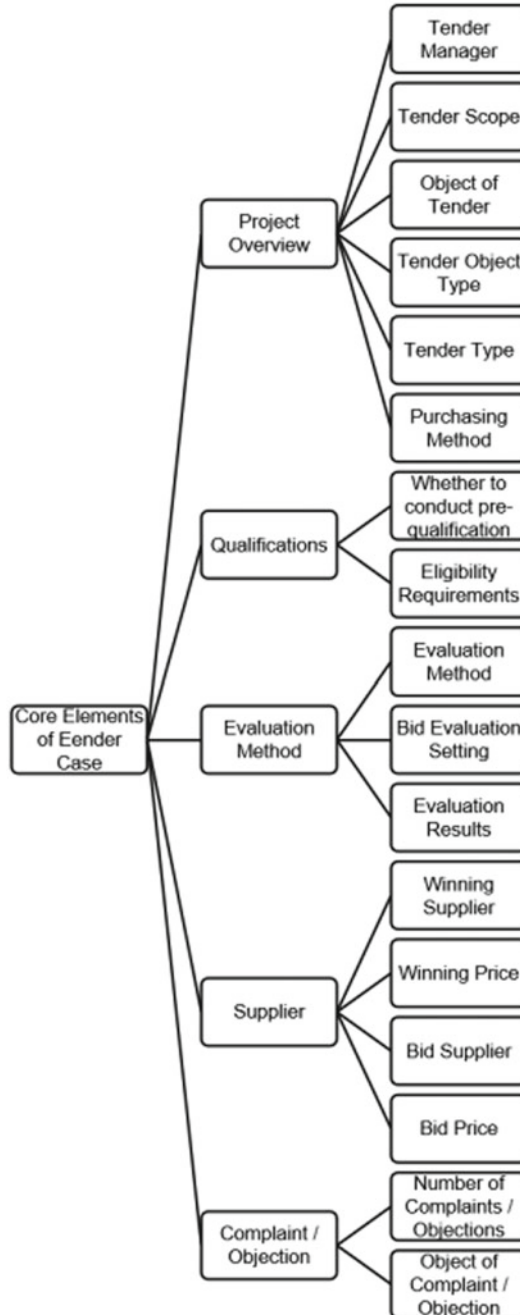 Tender
Manager
Tender Scope
Object of
Tender
Project
Overview
Tender Object
Type
Tender Type
Purchasing
Method
Whether to
conduct pre-
qualification
Qualifications
Eligibility
Requirements
Evaluation
Method
Core Elements
of Eender
Case
Evaluation
Method
Bid Evaluation
Setting
Evaluation
Results
Winning
Supplier
Winning Price
Supplier
Bid Supplier
Bid Price
Number of
Complaints /
Objections
Complaint /
Objection
Object of
Complaint /
Objection